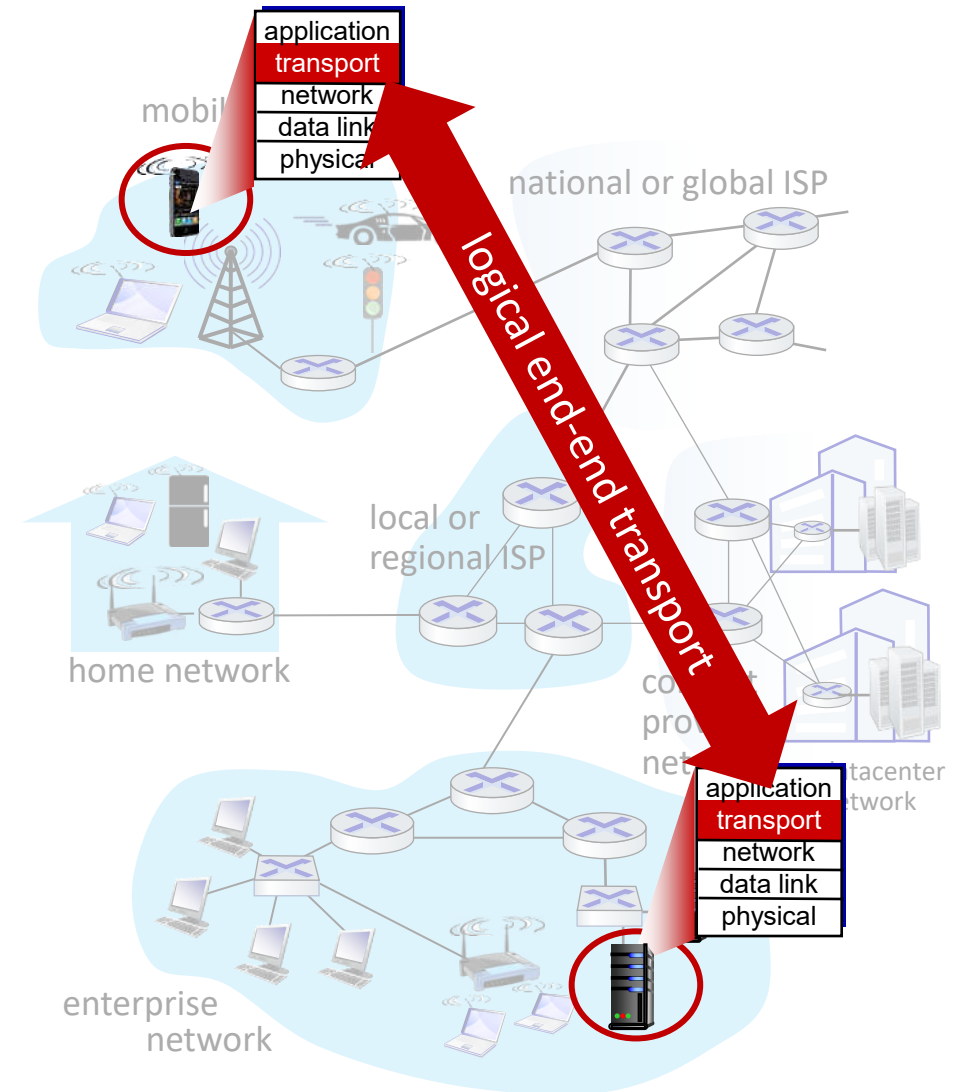 application
transport
network
data link
physical
mobil
national or global ISP
logical end-end transport
local or
regional ISP
home network
application
transport
network
data link
physical
enterprise
network